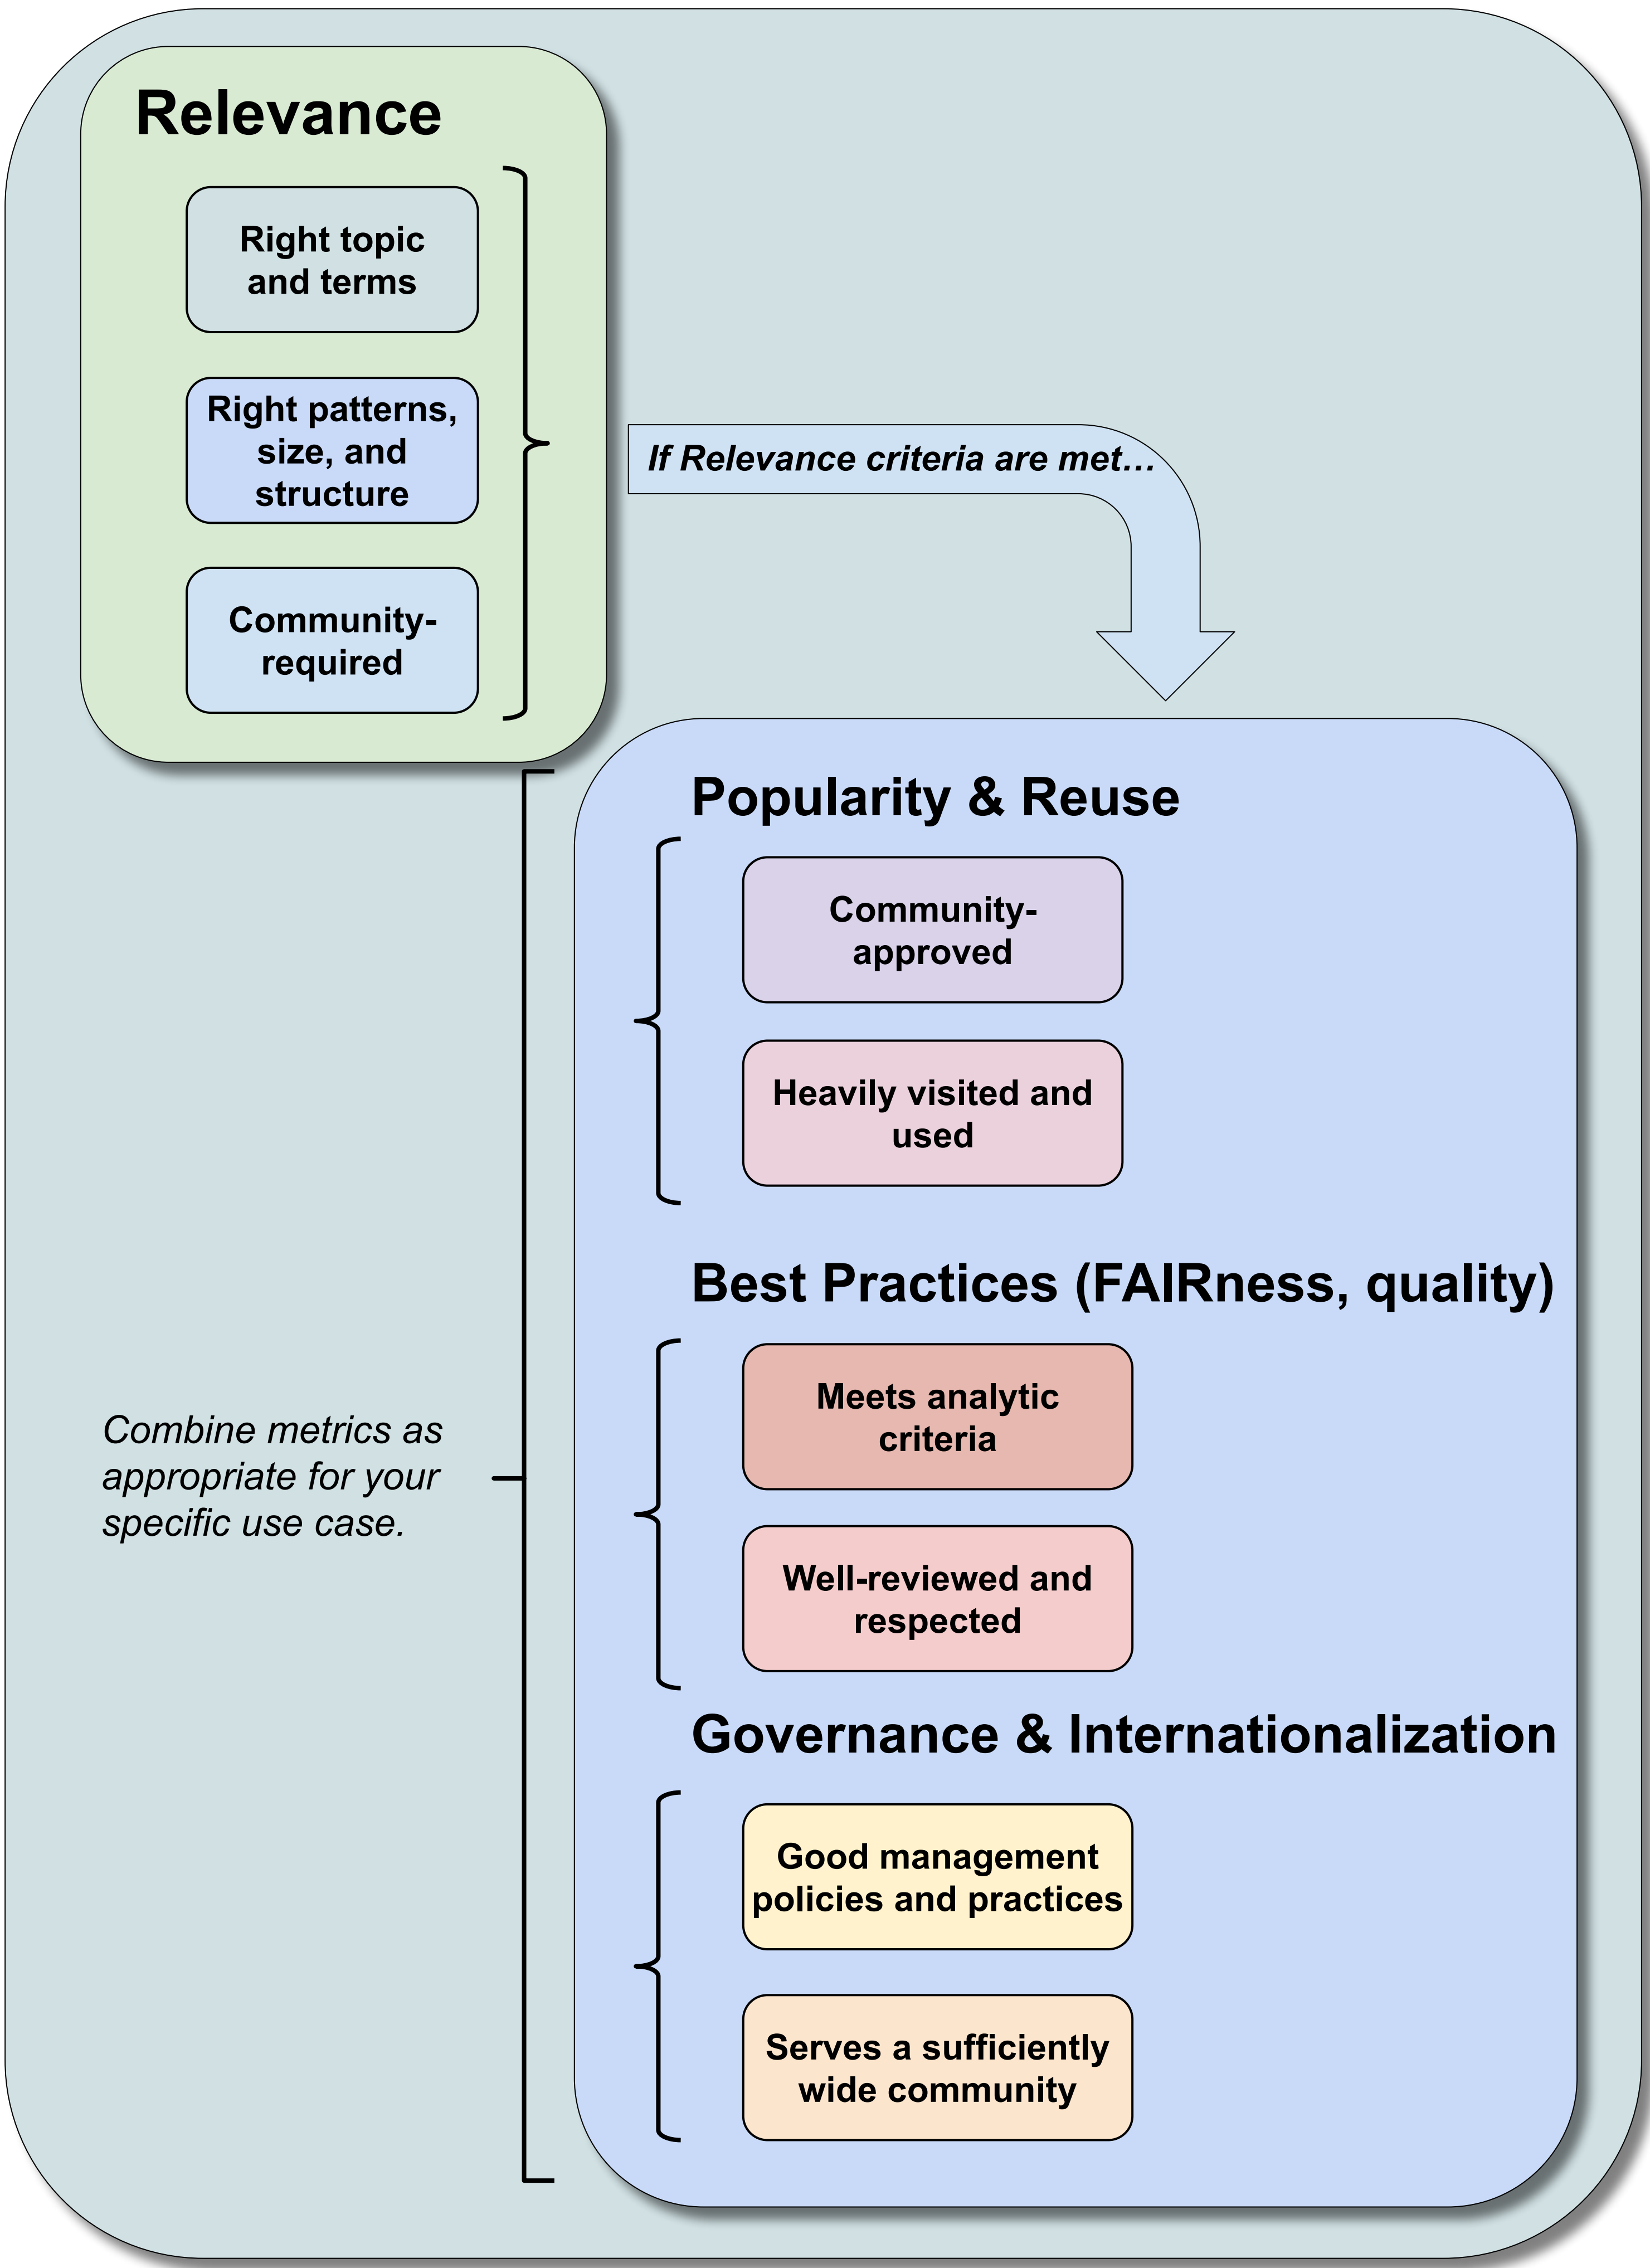 Relevance
Right topic
and terms
Right patterns,
size, and
structure
Community-
required
If Relevance criteria are met…
Popularity & Reuse
Community-
approved
Heavily visited and
used
Best Practices (FAIRness, quality)
Meets analytic
criteria
Well-reviewed and
respected
Combine metrics as
appropriate for your
specific use case.
Governance & Internationalization
Good management
policies and practices
Serves a sufficiently
wide community